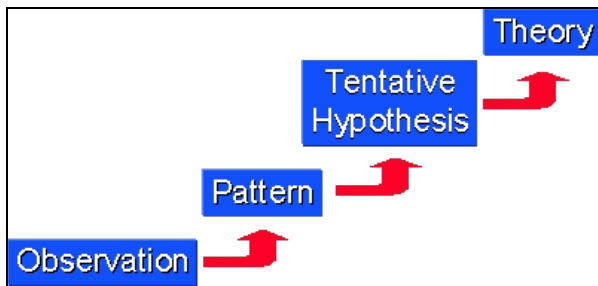 Theory
Tentative
Hypothesis
Pattern
Observation